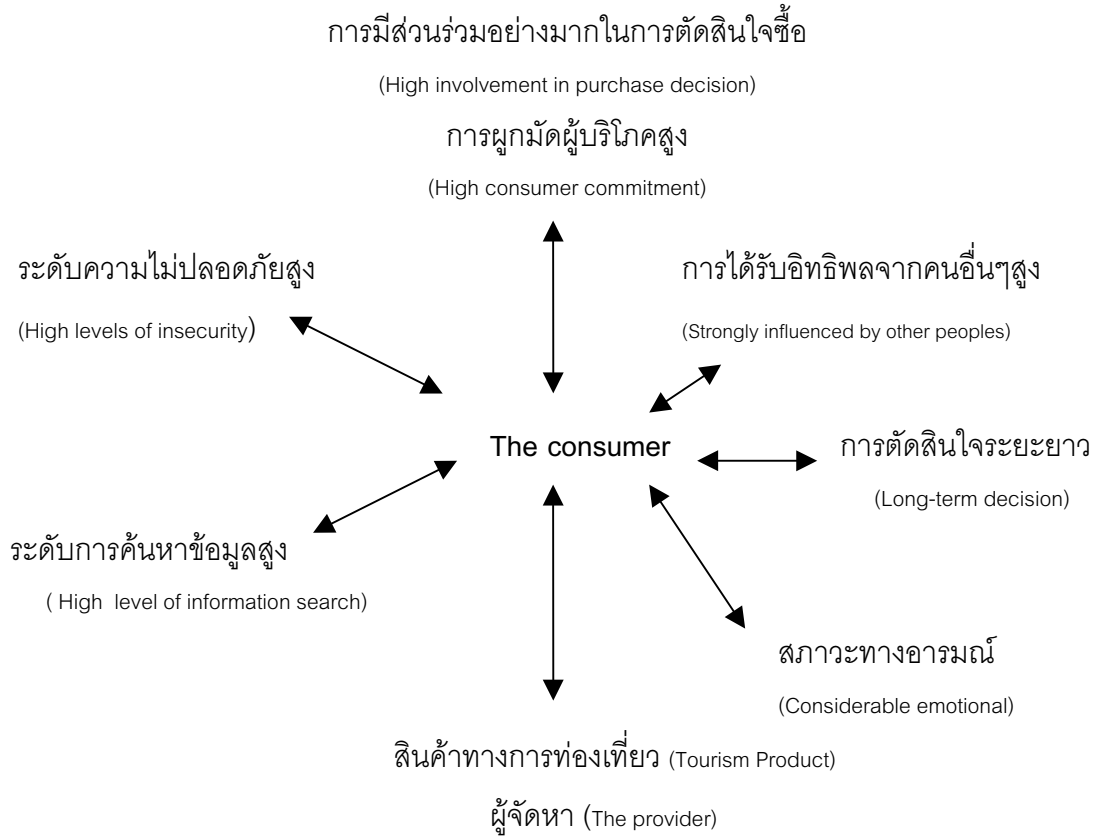 การมีส่วนร่วมอย่างมากในการตัดสินใจซื้อ
(High involvement in purchase decision)
การผูกมัดผู้บริโภคสูง
(High consumer commitment)
ระดับความไม่ปลอดภัยสูง
(High levels of insecurity)
การได้รับอิทธิพลจากคนอื่นๆสูง
(Strongly influenced by other peoples)
The consumer
การตัดสินใจระยะยาว
(Long-term decision)
ระดับการค้นหาข้อมูลสูง
( High level of information search)
สภาวะทางอารมณ์
(Considerable emotional)
สินค้าทางการท่องเที่ยว (Tourism Product)
ผู้จัดหา (The provider)